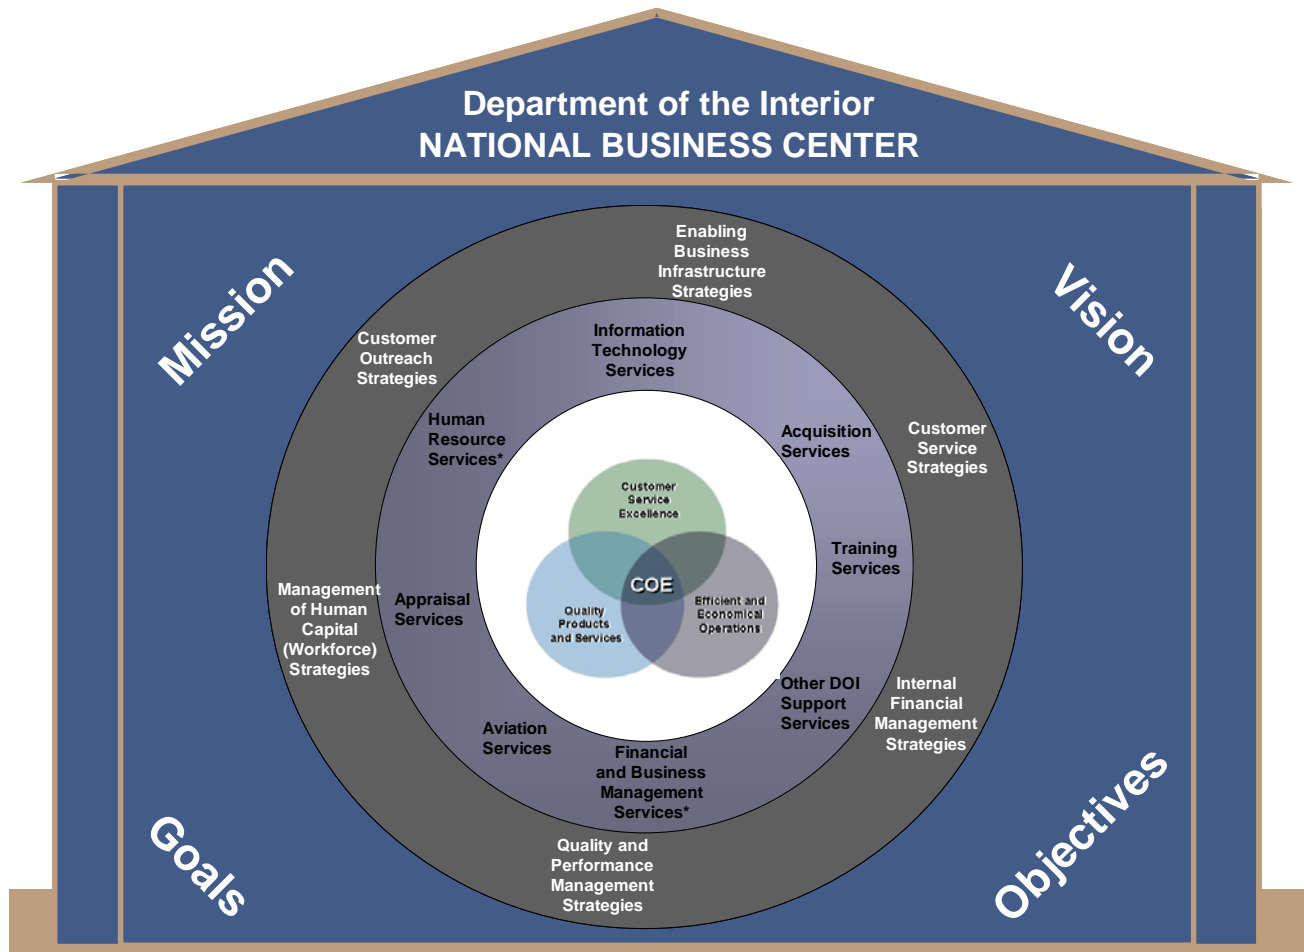 Department of the Interior
NATIONAL BUSINESS CENTER
Mission
Vision
Enabling
Business
Infrastructure
Strategies
Customer
Outreach
Strategies
Information
Technology
Services
Human
Resource
Services*
Acquisition
Services
Customer
Service
Strategies
Customer
Service
Excellence
COE
Quality
Products
and Services
Efficient and
Economical
Operations
Training
Services
Management
of Human
Capital
(Workforce)
Strategies
Appraisal
Services
Other DOI
Support
Services
Internal
Financial
Management
Strategies
Aviation
Services
Financial
and Business
Management
Services*
Quality and
Performance
Management
Strategies
Goals
Objectives